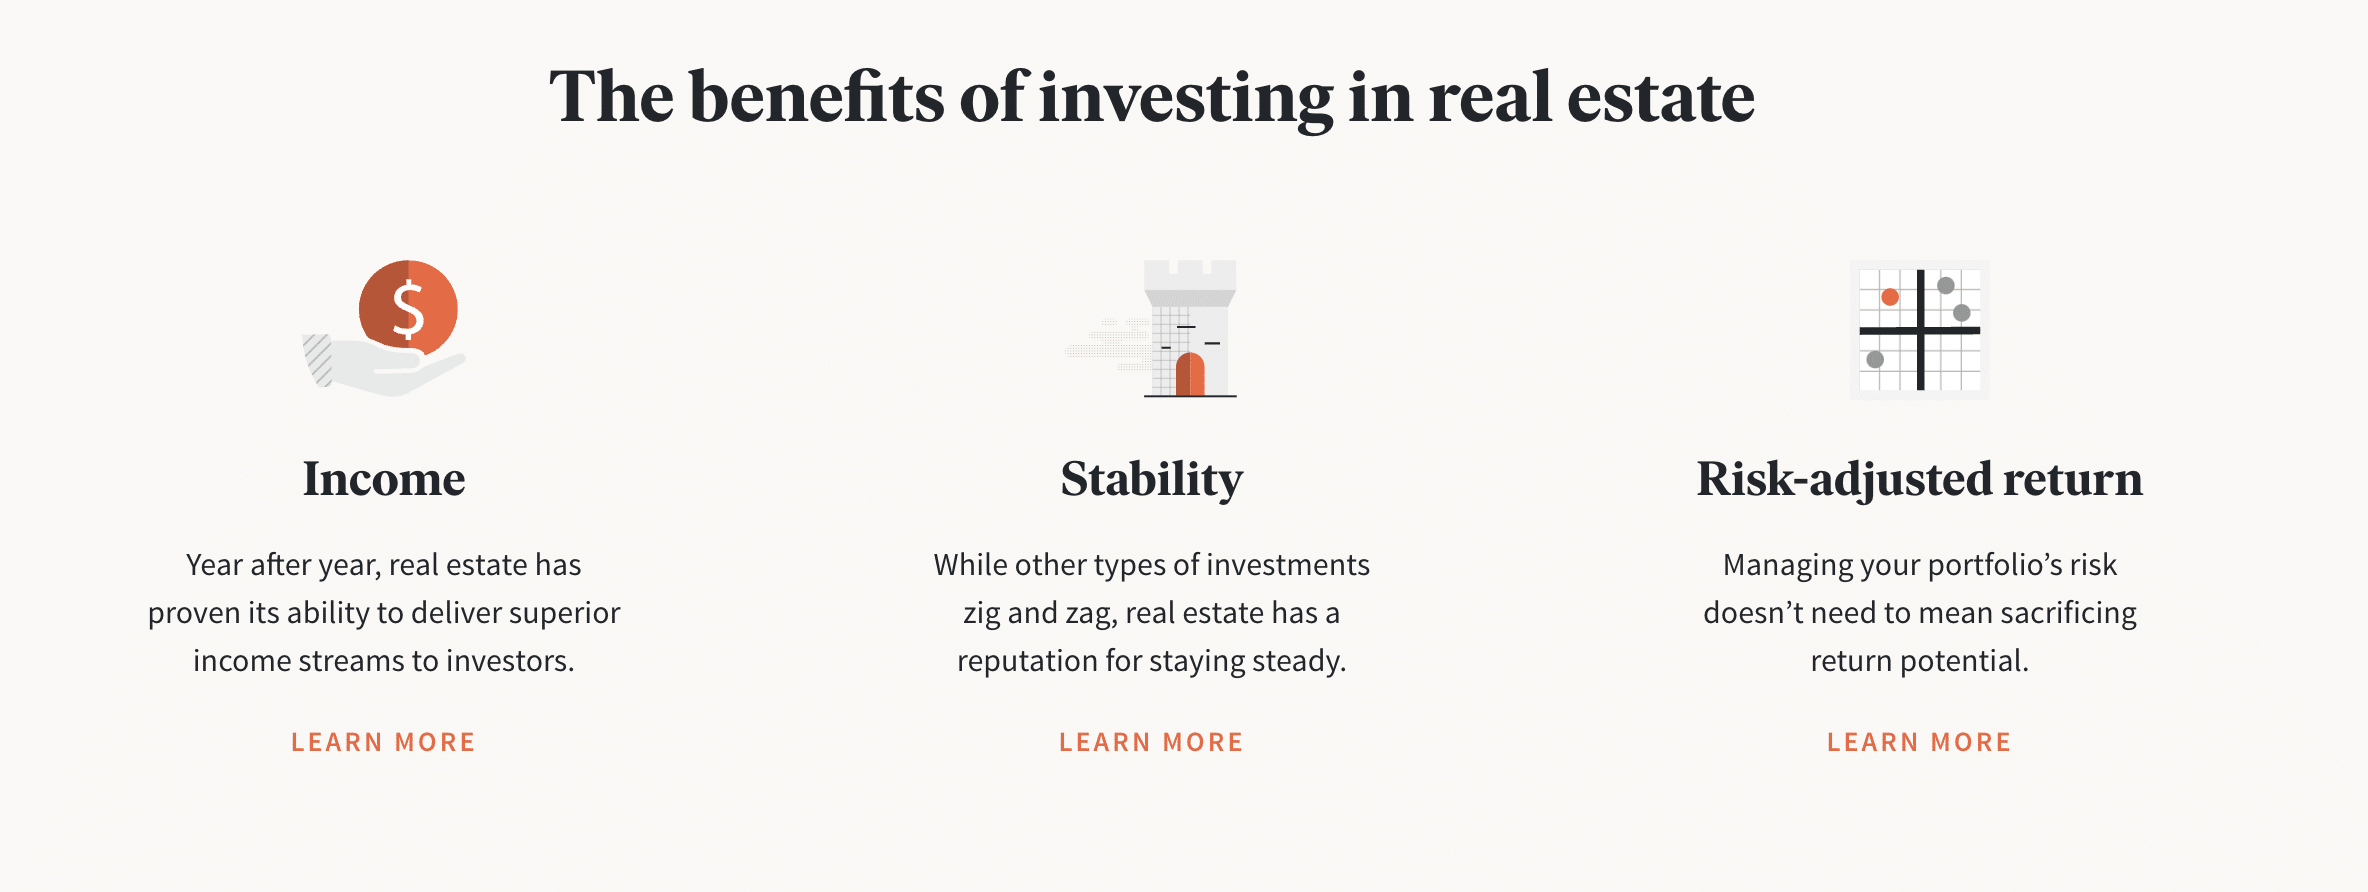 The benefits of investing in real estate
$
Income
Year after year, real estate has
proven its ability to deliver superior
income streams to investors.
LEARN MORE
Stability
While other types of investments
zig and zag, real estate has a
reputation for staying steady.
LEARN MORE
Risk-adjusted return
Managing your portfolio’s risk
doesn’t need to mean sacrificing
return potential.
LEARN MORE